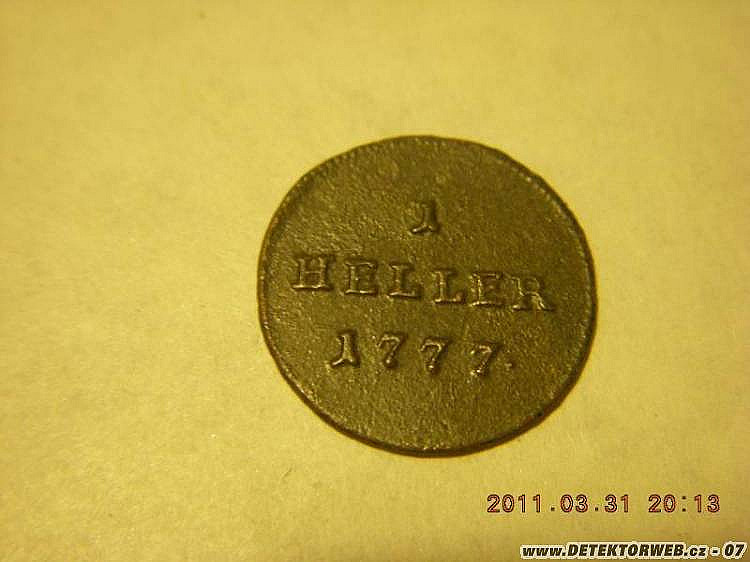 1
HELLER
1777.
2011.03.31 20:13
www.DETEKTORWEB.cz - 07